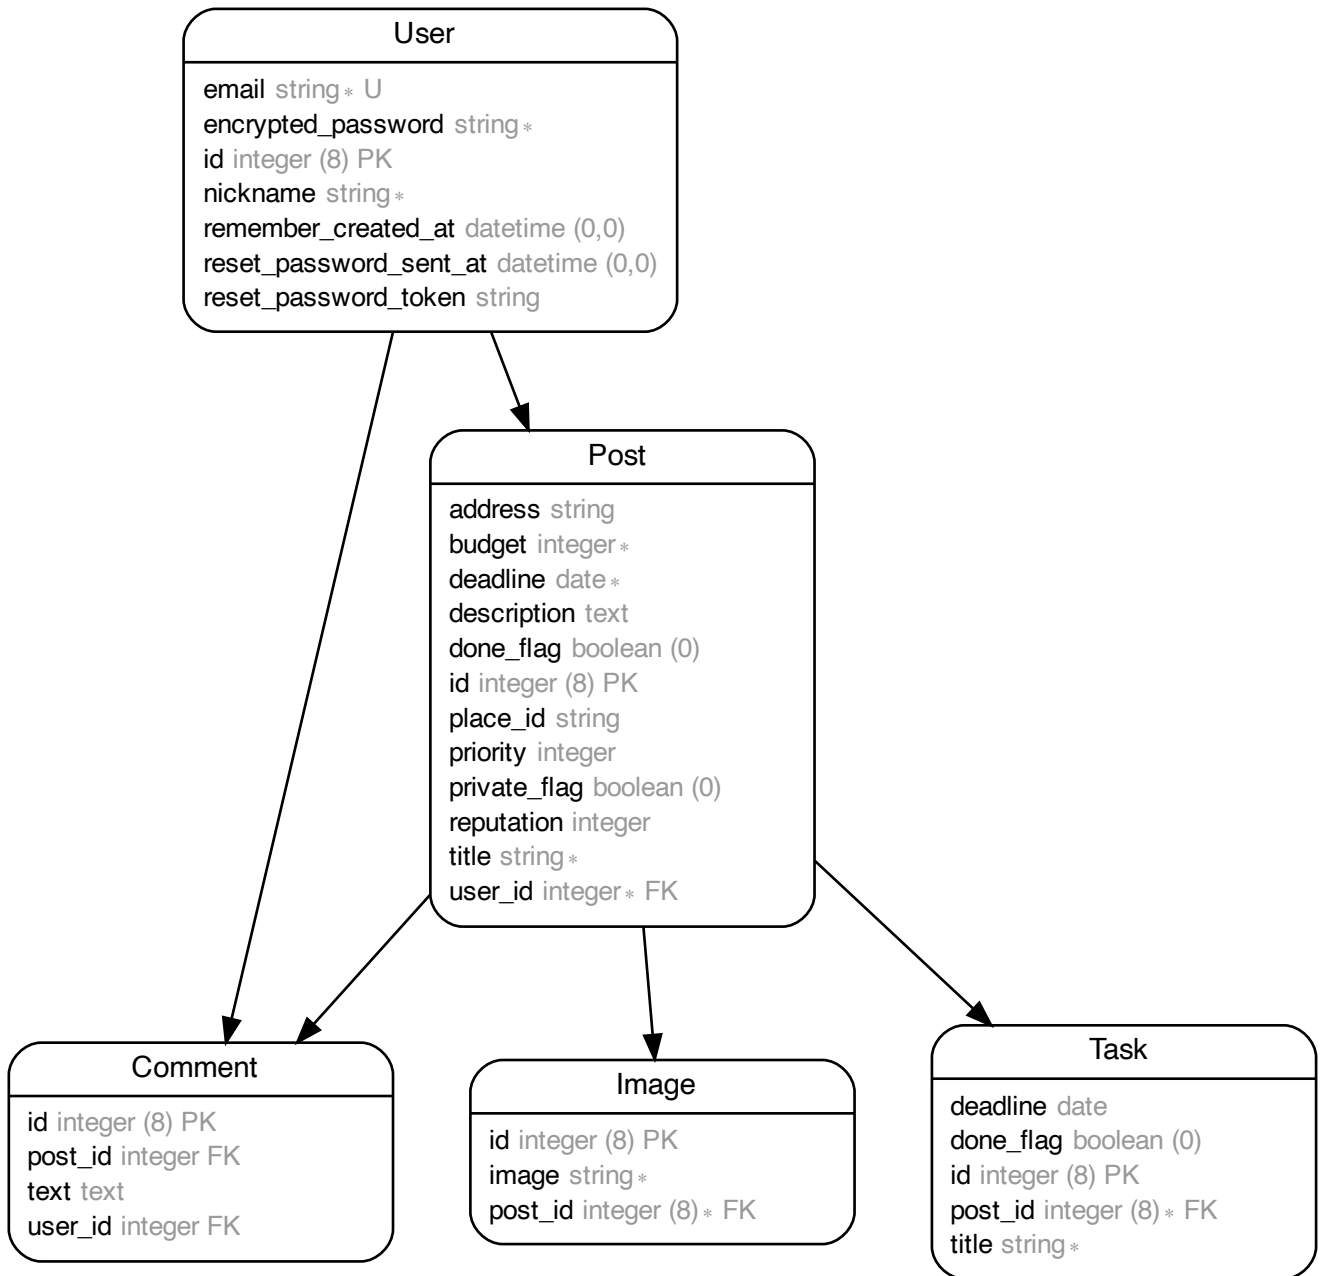 User
email string∗ U
encrypted_password string∗
id integer (8) PK
nickname string∗
remember_created_at datetime (0,0)
reset_password_sent_at datetime (0,0)
reset_password_token string
Post
address string
budget integer∗
deadline date∗
description text
done_flag boolean (0)
id integer (8) PK
place_id string
priority integer
private_flag boolean (0)
reputation integer
title string∗
user_id integer∗ FK
Comment
id integer (8) PK
post_id integer FK
text text
user_id integer FK
Image
id integer (8) PK
image string∗
post_id integer (8)∗ FK
Task
deadline date
done_flag boolean (0)
id integer (8) PK
post_id integer (8)∗ FK
title string∗